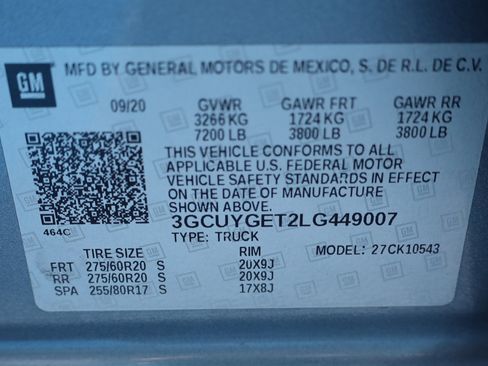 GM
MFD BY GENERAL MOTORS DE MEXICO, S. DE R.L. DE C.V.
09/20 GVWR GAWR FRT GAWR RR
3266 KG 1724 KG 1724 KG
7200 LB 3800 LB 3800 LB
THIS VEHICLE CONFORMS TO ALL
APPLICABLE U.S. FEDERAL MOTOR
VEHICLE SAFETY STANDARDS IN EFFECT
ON THE DATE OF MANUFACTURE
SHOWN ABOVE.
464C
3GCUYGET2LG449007
TYPE: TRUCK MODEL: 27CK10543
TIRE SIZE RIM
FRT 275/60R20 S 20X9J
RR 275/60R20 S 20X9J
SPA 255/80R17 S 17X8J